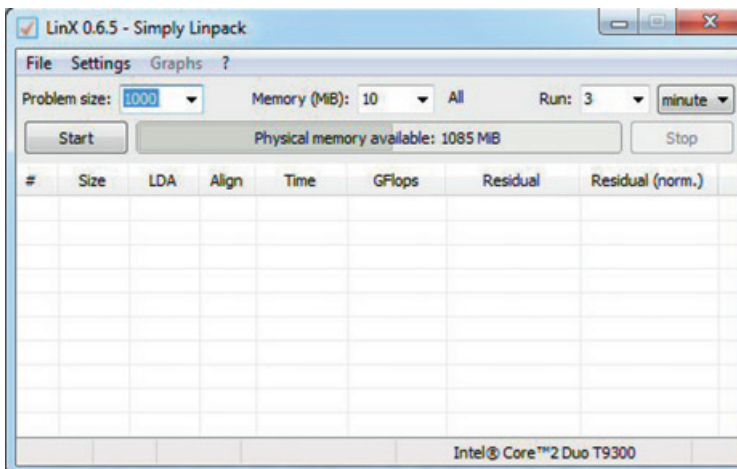 LinX 0.6.5 - Simply Linpack
File Settings Graphs ?
Problem size: 1000 Memory (MiB): 10 All Run: 3 minute
Start Physical memory available: 1085 MiB Stop
# Size LDA Align Time GFlops Residual Residual (norm.)
Intel® Core™2 Duo T9300